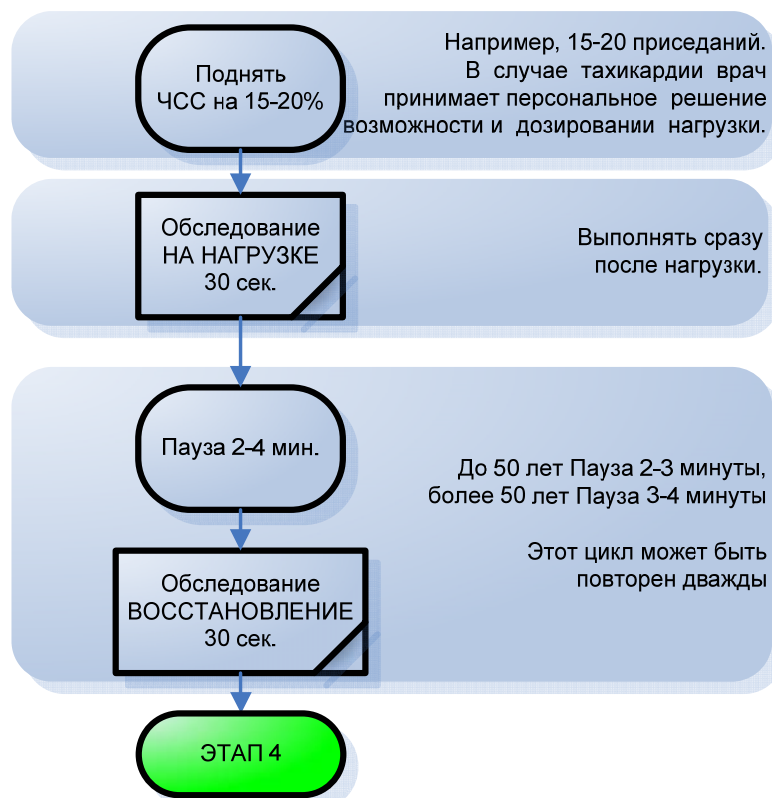 Поднять
ЧСС на 15-20%
Например, 15-20 приседаний.
В случае тахикардии врач
принимает персональное решение
возможности и дозировании нагрузки.
Обследование
НА НАГРУЗКЕ
30 сек.
Выполнять сразу
после нагрузки.
Пауза 2-4 мин.
До 50 лет Пауза 2-3 минуты,
более 50 лет Пауза 3-4 минуты
Этот цикл может быть
повторен дважды
Обследование
ВОССТАНОВЛЕНИЕ
30 сек.
ЭТАП 4